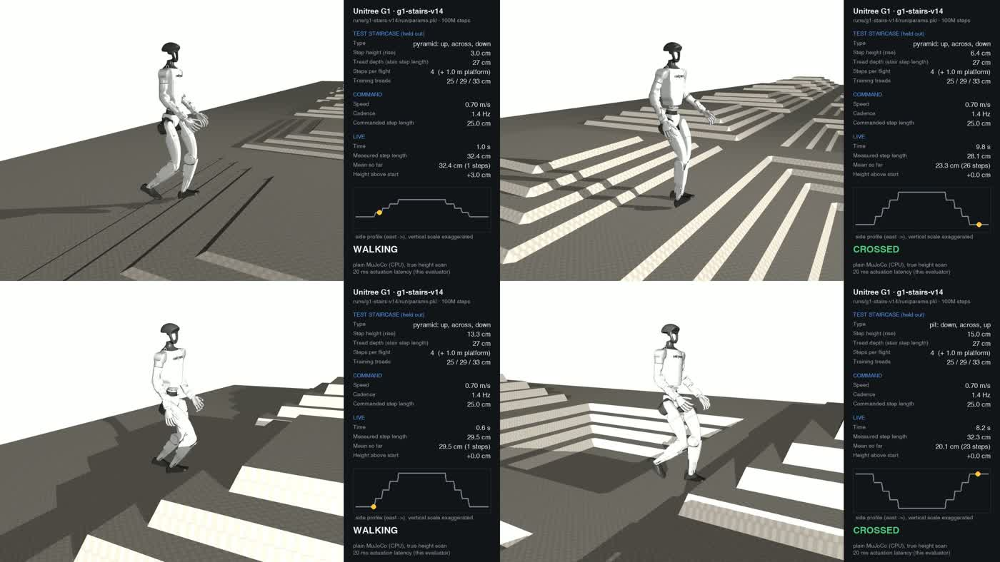 Unitree G1 · g1-stairs-v14
runs/g1-stairs-v14/run/params.pkl · 100M steps
TEST STAIRCASE (held out)
Type pyramid: up, across, down
Step height (rise) 3.0 cm
Tread depth (stair step length) 27 cm
Steps per flight 4 (+ 1.0 m platform)
Training treads 25 / 29 / 33 cm
COMMAND
Speed 0.70 m/s
Cadence 1.4 Hz
Commanded step length 25.0 cm
LIVE
Time 1.0 s
Measured step length 32.4 cm
Mean so far 32.4 cm (1 steps)
Height above start +3.0 cm
side profile (east ->), vertical scale exaggerated
WALKING
plain MuJoCo (CPU), true height scan
20 ms actuation latency (this evaluator)
Unitree G1 · g1-stairs-v14
runs/g1-stairs-v14/run/params.pkl · 100M steps
TEST STAIRCASE (held out)
Type pyramid: up, across, down
Step height (rise) 6.4 cm
Tread depth (stair step length) 27 cm
Steps per flight 4 (+ 1.0 m platform)
Training treads 25 / 29 / 33 cm
COMMAND
Speed 0.70 m/s
Cadence 1.4 Hz
Commanded step length 25.0 cm
LIVE
Time 9.8 s
Measured step length 28.1 cm
Mean so far 23.3 cm (26 steps)
Height above start +0.0 cm
side profile (east ->), vertical scale exaggerated
CROSSED
plain MuJoCo (CPU), true height scan
20 ms actuation latency (this evaluator)
Unitree G1 · g1-stairs-v14
runs/g1-stairs-v14/run/params.pkl · 100M steps
TEST STAIRCASE (held out)
Type pyramid: up, across, down
Step height (rise) 13.3 cm
Tread depth (stair step length) 27 cm
Steps per flight 4 (+ 1.0 m platform)
Training treads 25 / 29 / 33 cm
COMMAND
Speed 0.70 m/s
Cadence 1.4 Hz
Commanded step length 25.0 cm
LIVE
Time 0.6 s
Measured step length 29.5 cm
Mean so far 29.5 cm (1 steps)
Height above start +0.0 cm
side profile (east ->), vertical scale exaggerated
WALKING
plain MuJoCo (CPU), true height scan
20 ms actuation latency (this evaluator)
Unitree G1 · g1-stairs-v14
runs/g1-stairs-v14/run/params.pkl · 100M steps
TEST STAIRCASE (held out)
Type pit: down, across, up
Step height (rise) 15.0 cm
Tread depth (stair step length) 27 cm
Steps per flight 4 (+ 1.0 m platform)
Training treads 25 / 29 / 33 cm
COMMAND
Speed 0.70 m/s
Cadence 1.4 Hz
Commanded step length 25.0 cm
LIVE
Time 8.2 s
Measured step length 32.3 cm
Mean so far 20.1 cm (23 steps)
Height above start +0.0 cm
side profile (east ->), vertical scale exaggerated
CROSSED
plain MuJoCo (CPU), true height scan
20 ms actuation latency (this evaluator)